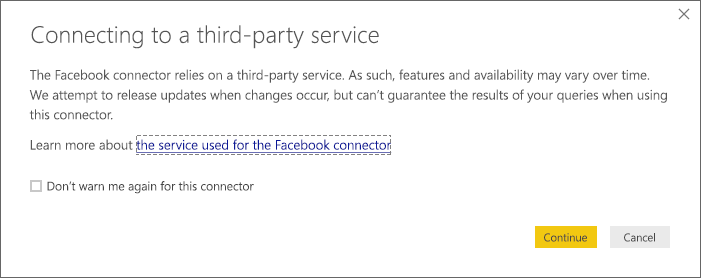 Connecting to a third-party service
The Facebook connector relies on a third-party service. As such, features and availability may vary over time.
We attempt to release updates when changes occur, but can't guarantee the results of your queries when using
this connector.
Learn more about the service used for the Facebook connector
Don't warn me again for this connector
Continue Cancel